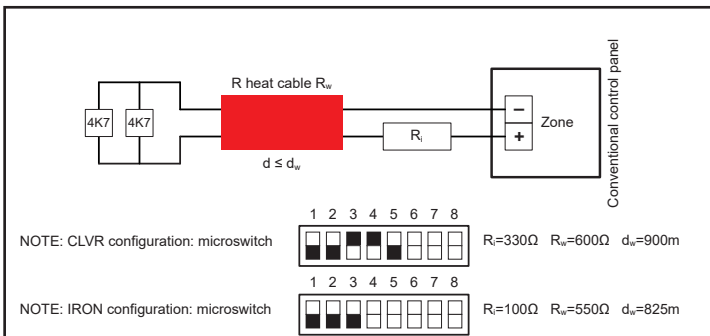 R heat cable Rw
4K7 4K7
Ri
−
+
Zone
Conventional control panel
d ≤ dw
1 2 3 4 5 6 7 8
NOTE: CLVR configuration: microswitch Ri=330Ω Rw=600Ω dw=900m
1 2 3 4 5 6 7 8
NOTE: IRON configuration: microswitch Ri=100Ω Rw=550Ω dw=825m